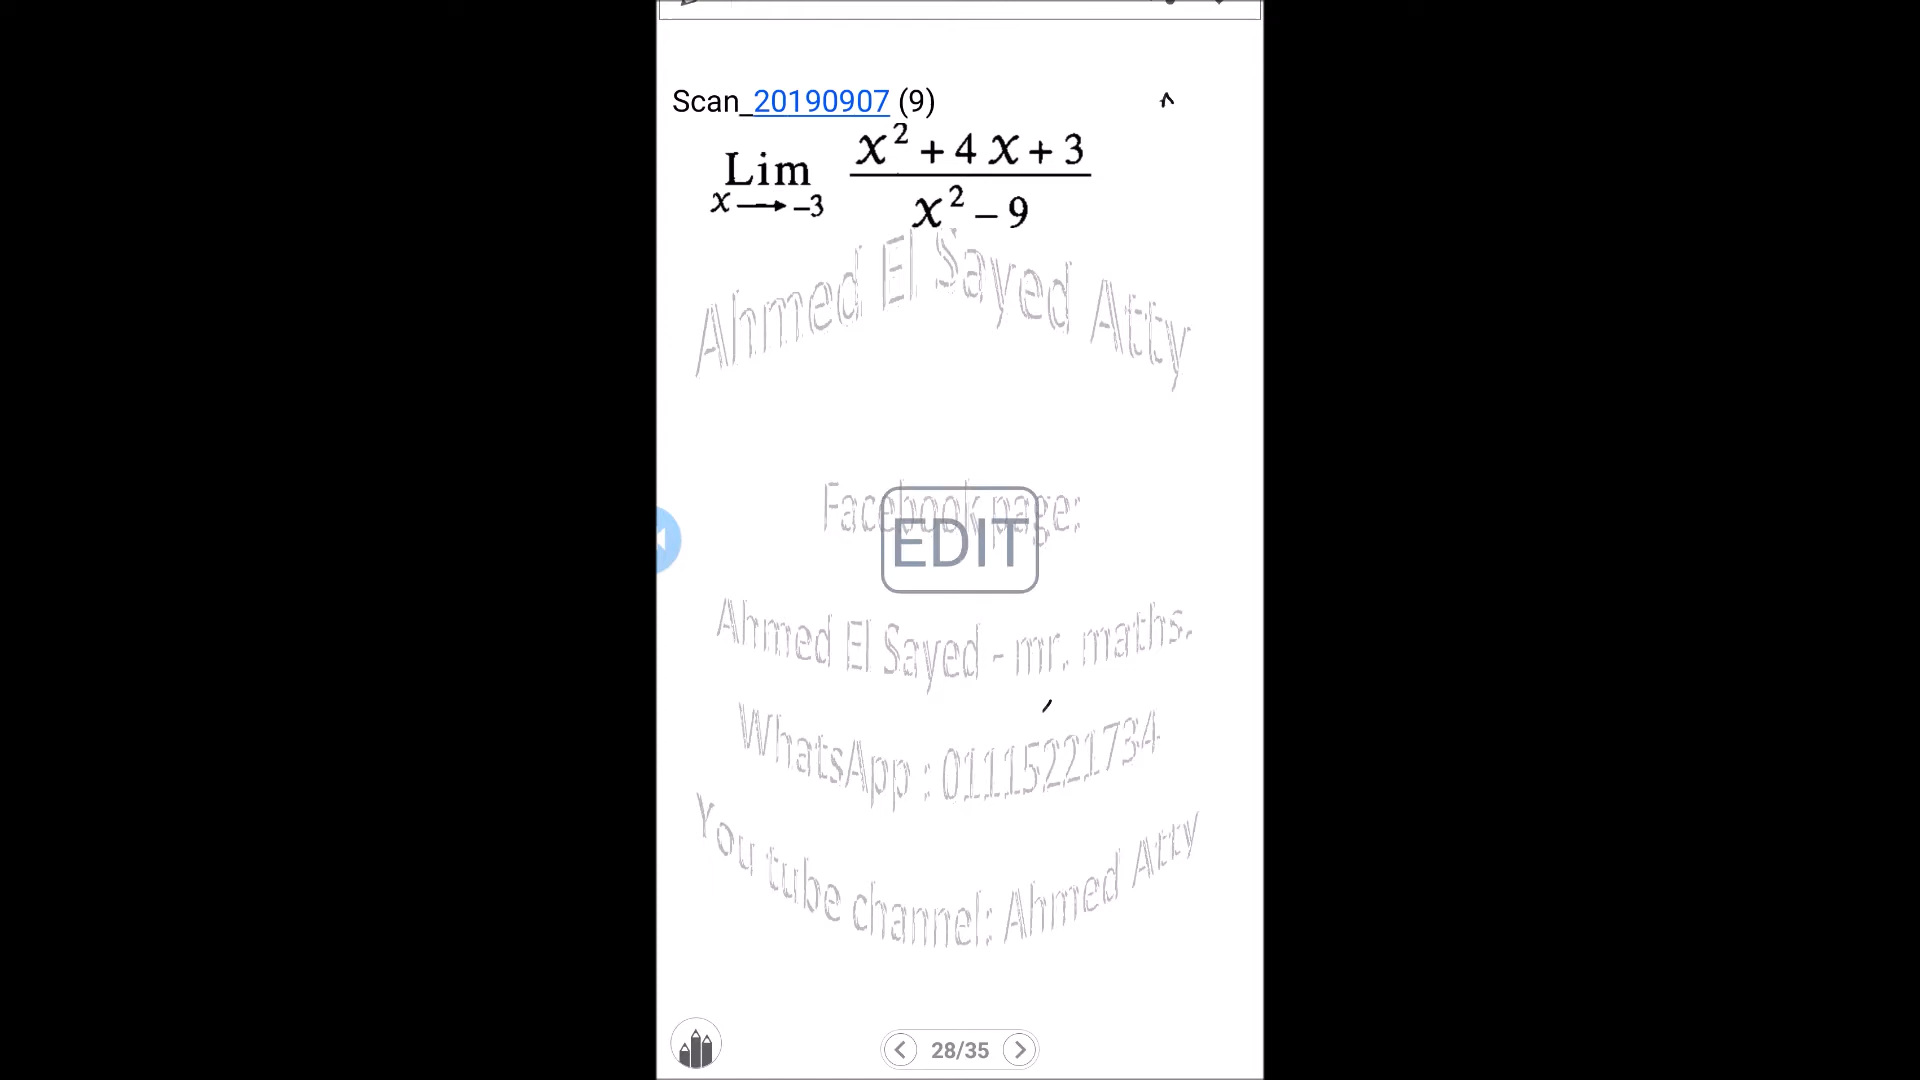 Scan_20190907 (9)
Lim x → -3 (x² + 4x + 3) / (x² - 9)
Ahmed El Sayed Atty
Facebook page:
EDIT
Ahmed El Sayed - mr. maths.
WhatsApp : 01115221734
You tube channel: Ahmed Atty
28/35